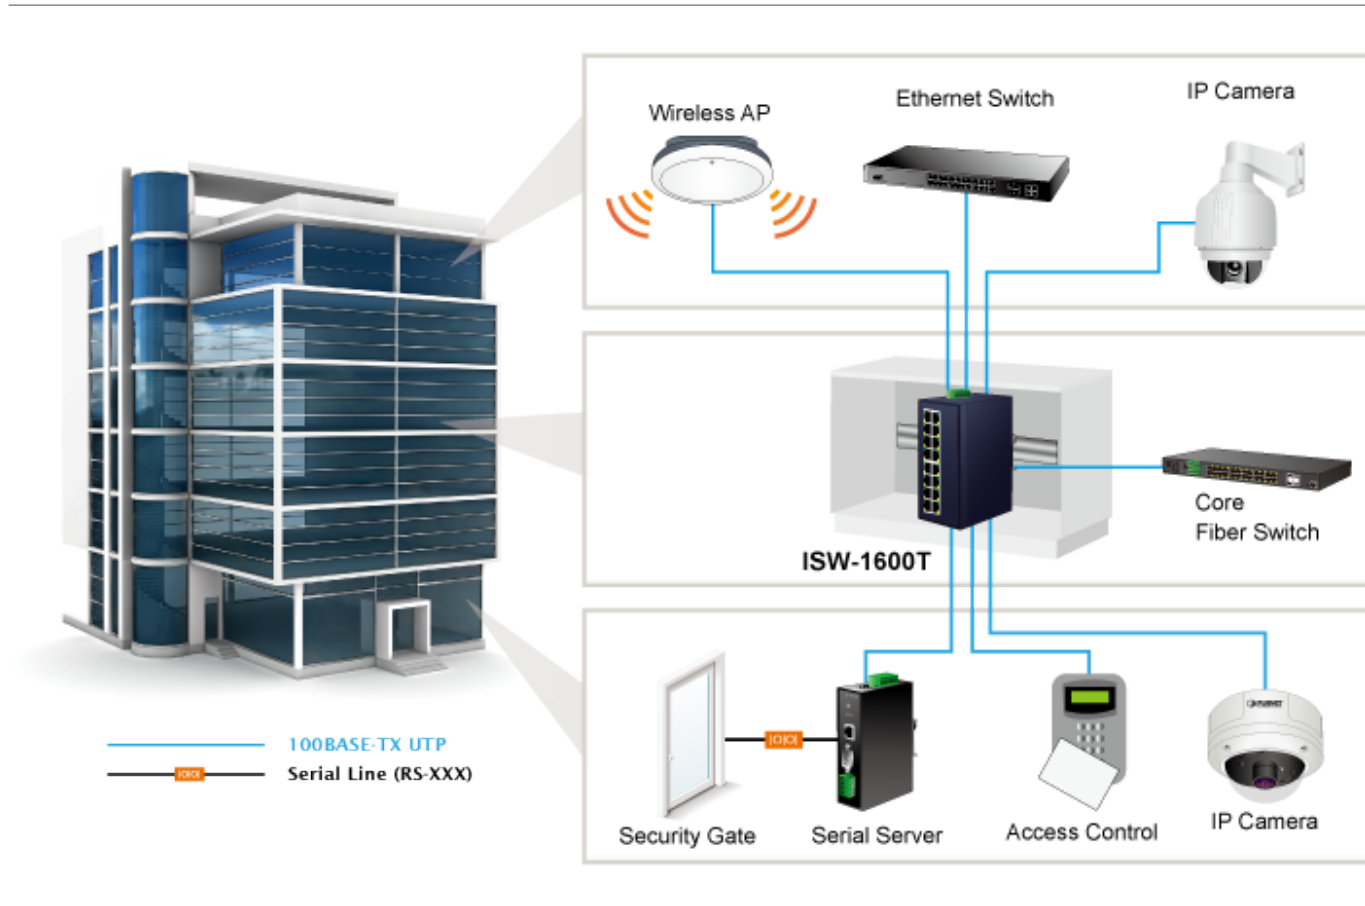 Wireless AP
Ethernet Switch
IP Camera
ISW-1600T
Core
Fiber Switch
100BASE-TX UTP
|O|O|
Serial Line (RS-XXX)
|O|O|
Security Gate
Serial Server
Access Control
IP Camera
PLANET